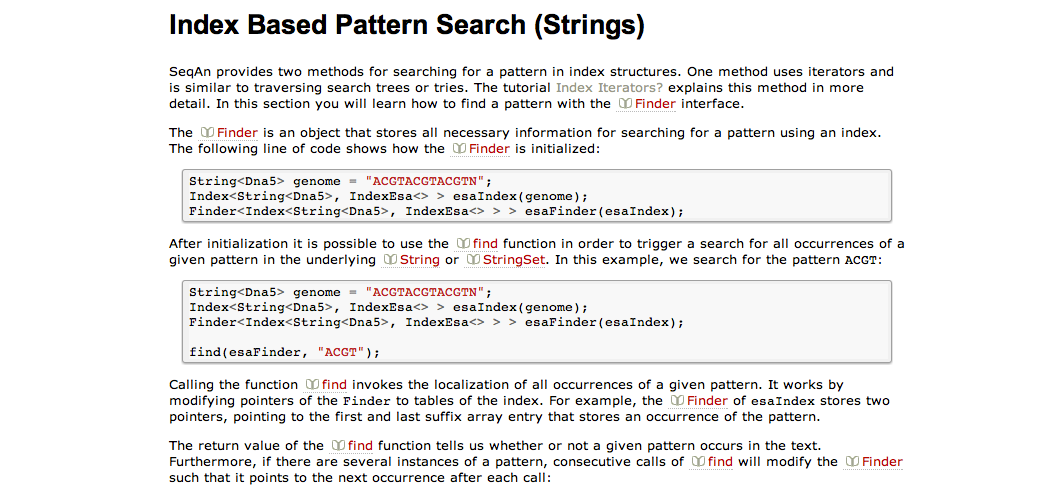 Index Based Pattern Search (Strings)
SeqAn provides two methods for searching for a pattern in index structures. One method uses iterators and
is similar to traversing search trees or tries. The tutorial Index Iterators? explains this method in more
detail. In this section you will learn how to find a pattern with the Finder interface.
The Finder is an object that stores all necessary information for searching for a pattern using an index.
The following line of code shows how the Finder is initialized:
String<Dna5> genome = "ACGTACGTACGTN";
Index<String<Dna5>, IndexEsa<> > esaIndex(genome);
Finder<Index<String<Dna5>, IndexEsa<> > > esaFinder(esaIndex);
After initialization it is possible to use the find function in order to trigger a search for all occurrences of a
given pattern in the underlying String or StringSet. In this example, we search for the pattern ACGT:
String<Dna5> genome = "ACGTACGTACGTN";
Index<String<Dna5>, IndexEsa<> > esaIndex(genome);
Finder<Index<String<Dna5>, IndexEsa<> > > esaFinder(esaIndex);
find(esaFinder, "ACGT");
Calling the function find invokes the localization of all occurrences of a given pattern. It works by
modifying pointers of the Finder to tables of the index. For example, the Finder of esaIndex stores two
pointers, pointing to the first and last suffix array entry that stores an occurrence of the pattern.
The return value of the find function tells us whether or not a given pattern occurs in the text.
Furthermore, if there are several instances of a pattern, consecutive calls of find will modify the Finder
such that it points to the next occurrence after each call: